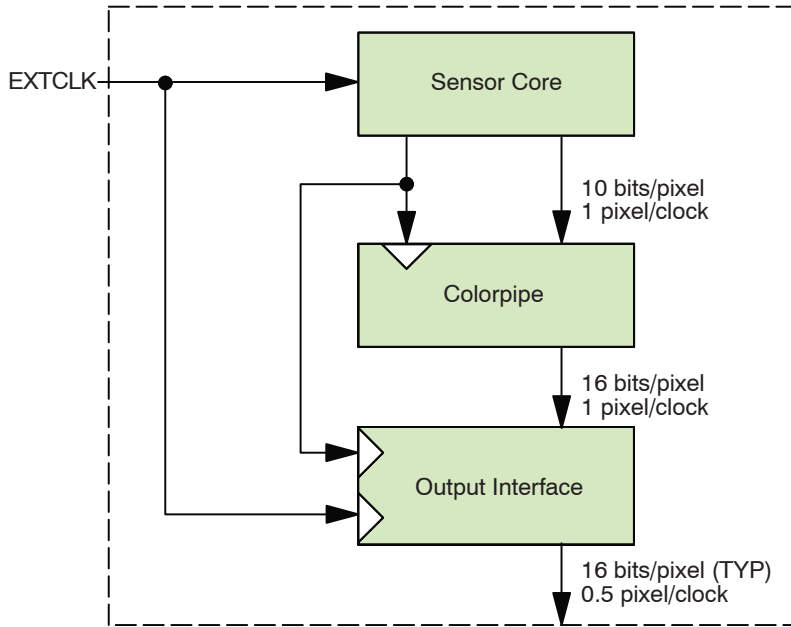 EXTCLK
Sensor Core
10 bits/pixel
1 pixel/clock
Colorpipe
16 bits/pixel
1 pixel/clock
Output Interface
16 bits/pixel (TYP)
0.5 pixel/clock